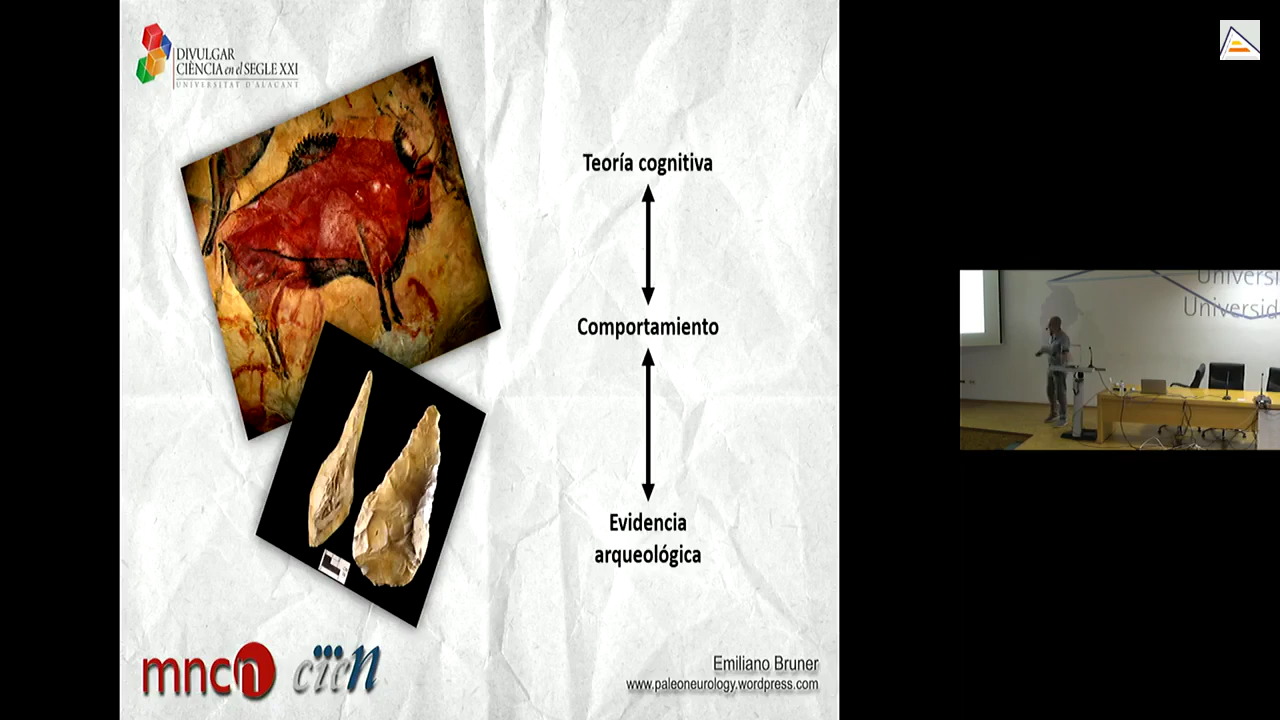 DIVULGAR
CIÈNCIA en el SEGLE XXI
UNIVERSITAT D'ALACANT
Teoría cognitiva
Comportamiento
Evidencia
arqueológica
mncn
ciien
Emiliano Bruner
www.paleoneurology.wordpress.com
Universi
Universid